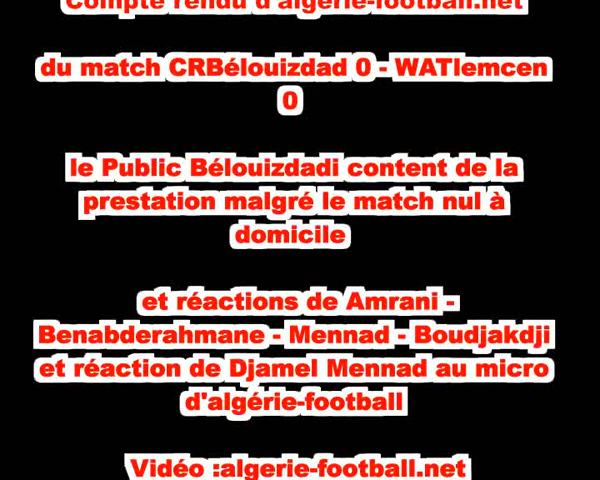 Compte rendu d'algerie-football.net
du match CRBélouizdad 0 - WATlemcen
0
le Public Bélouizdadi content de la
prestation malgré le match nul à
domicile
et réactions de Amrani -
Benabderahmane - Mennad - Boudjakdji
et réaction de Djamel Mennad au micro
d'algérie-football
Vidéo :algerie-football.net